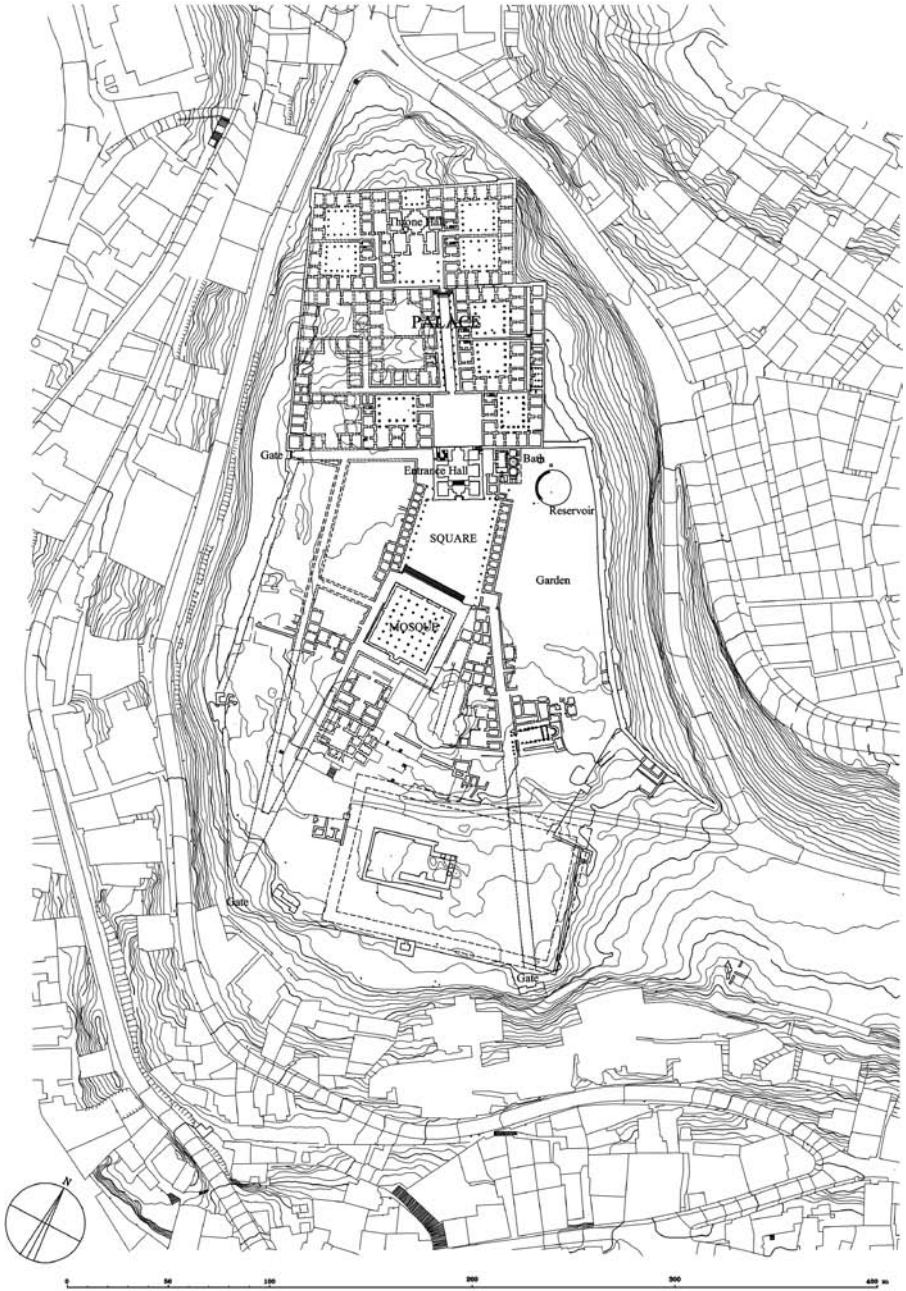 Throne Hall
PALACE
Gate
Entrance Hall
Bath
Reservoir
SQUARE
Garden
MOSQUE
Gate
Gate
N
0 50 100 200 300 400 m